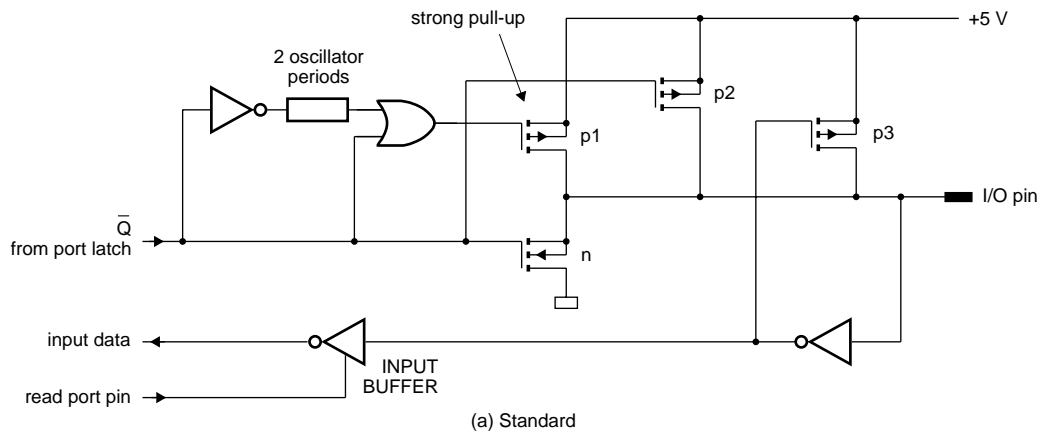 strong pull-up
+5 V
2 oscillator
periods
p2
p1
p3
I/O pin
Q̄
from port latch
n
input data
INPUT
BUFFER
read port pin
(a) Standard